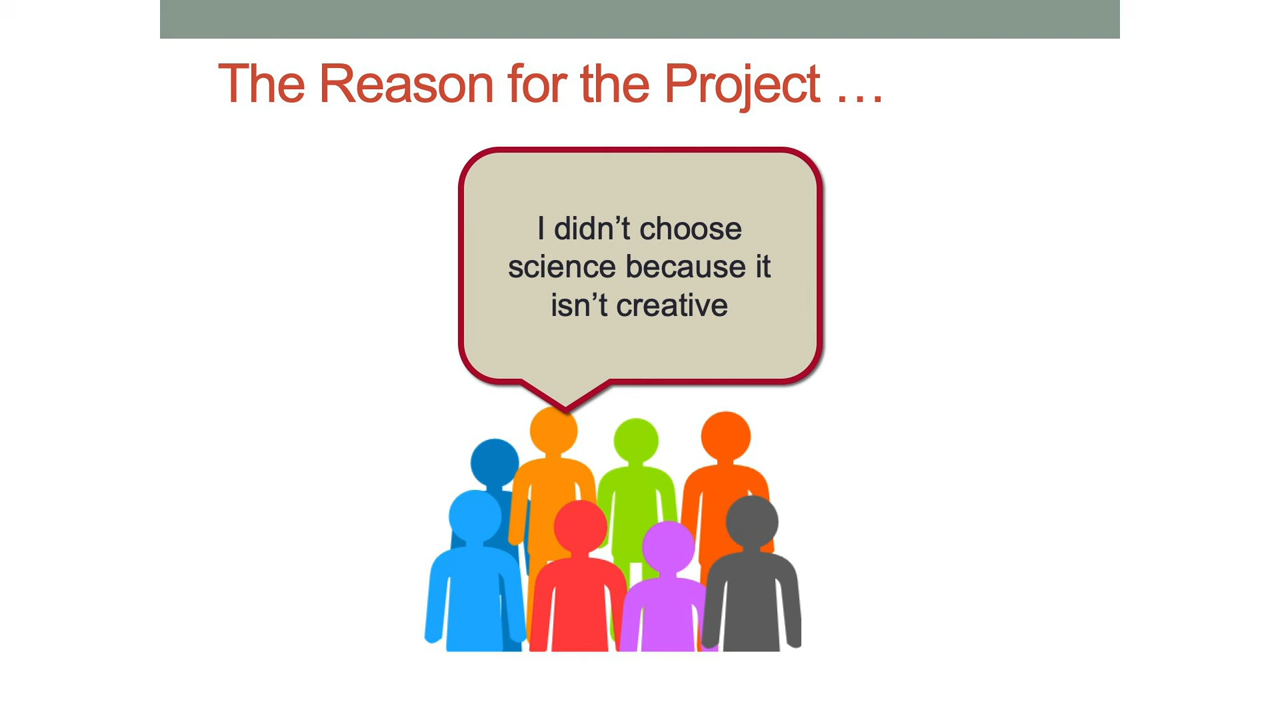 The Reason for the Project …
I didn’t choose
science because it
isn’t creative